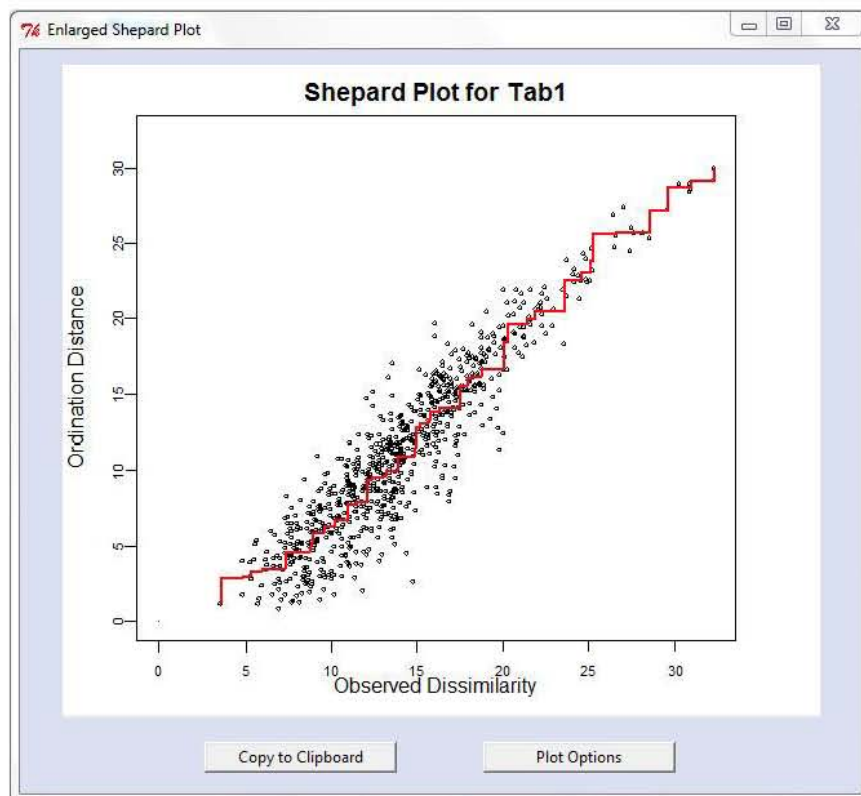 Enlarged Shepard Plot
Shepard Plot for Tab1
Ordination Distance
30
25
20
15
10
5
0
0 5 10 15 20 25 30
Observed Dissimilarity
Copy to Clipboard
Plot Options